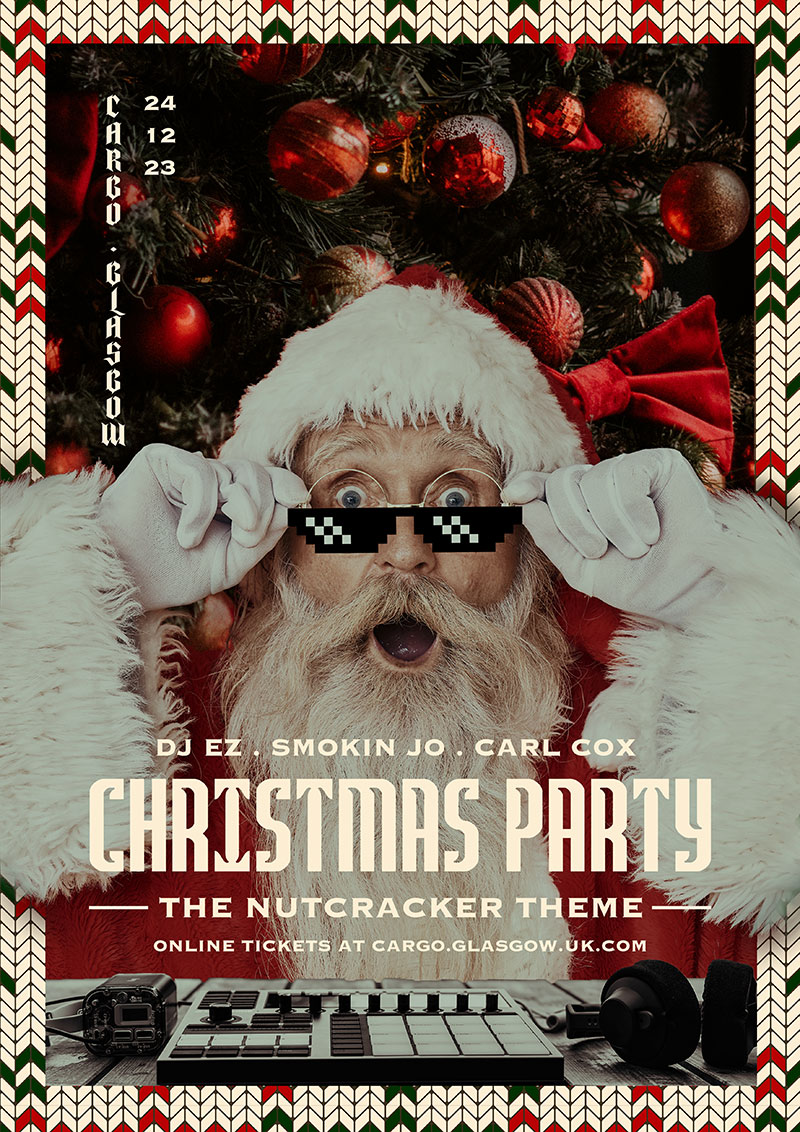 CARGO . GLASGOW
24
12
23
DJ EZ . SMOKIN JO . CARL COX
CHRISTMAS PARTY
THE NUTCRACKER THEME
ONLINE TICKETS AT CARGO.GLASGOW.UK.COM